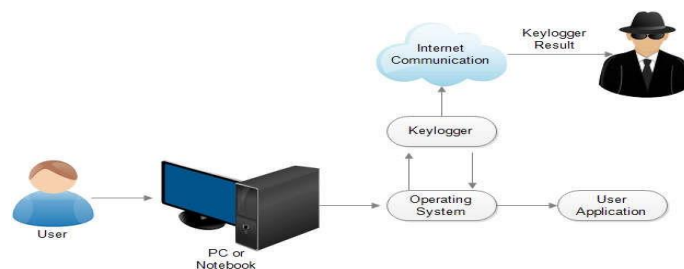 Internet
Communication
Keylogger
Result
Keylogger
User
PC or
Notebook
Operating
System
User
Application